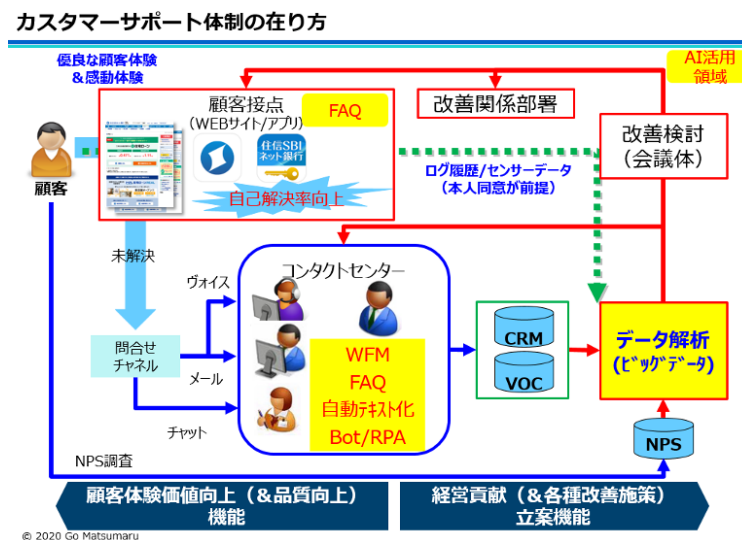 カスタマーサポート体制の在り方
優良な顧客体験
&感動体験
AI活用
領域
顧客接点
(WEBサイト/アプリ)
FAQ
改善関係部署
改善検討
(会議体)
住信SBI
ネット銀行
顧客
自己解決率向上
ログ履歴/センサーデータ
(本人同意が前提)
未解決
ヴォイス
コンタクトセンター
問合せ
チャネル
メール
チャット
WFM
FAQ
自動ﾃｷｽﾄ化
Bot/RPA
CRM
VOC
データ解析
(ﾋﾞｯｸﾞﾃﾞｰﾀ)
NPS
NPS調査
顧客体験価値向上（&品質向上）
機能
経営貢献（&各種改善施策）
立案機能
© 2020 Go Matsumaru